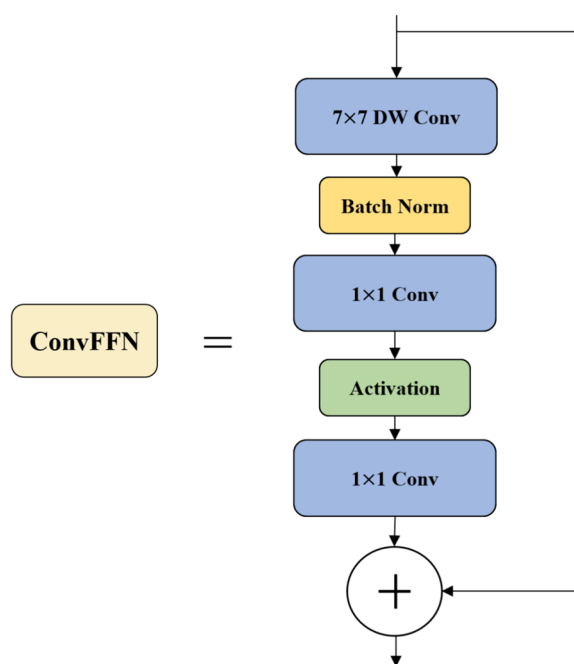 7×7 DW Conv
Batch Norm
1×1 Conv
ConvFFN
=
Activation
1×1 Conv
+